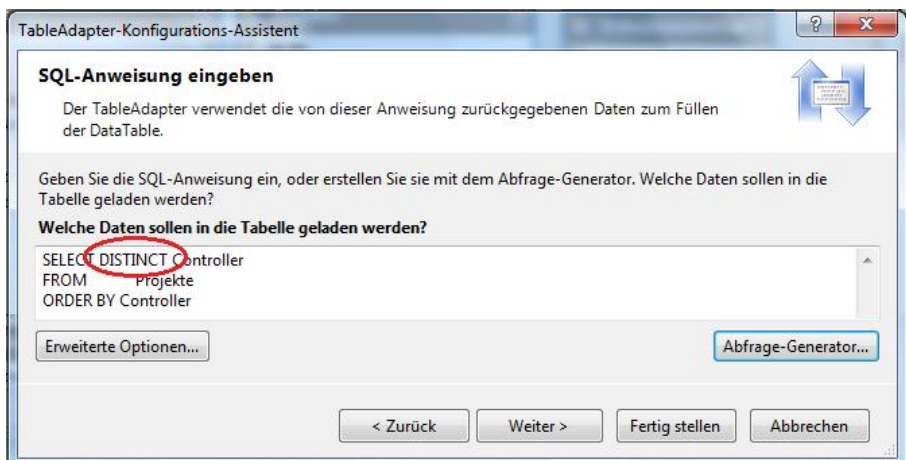 TableAdapter-Konfigurations-Assistent
SQL-Anweisung eingeben
Der TableAdapter verwendet die von dieser Anweisung zurückgegebenen Daten zum Füllen
der DataTable.
Geben Sie die SQL-Anweisung ein, oder erstellen Sie sie mit dem Abfrage-Generator. Welche Daten sollen in die
Tabelle geladen werden?
Welche Daten sollen in die Tabelle geladen werden?
SELECT DISTINCT Controller
FROM Projekte
ORDER BY Controller
Erweiterte Optionen... Abfrage-Generator...
< Zurück Weiter > Fertig stellen Abbrechen